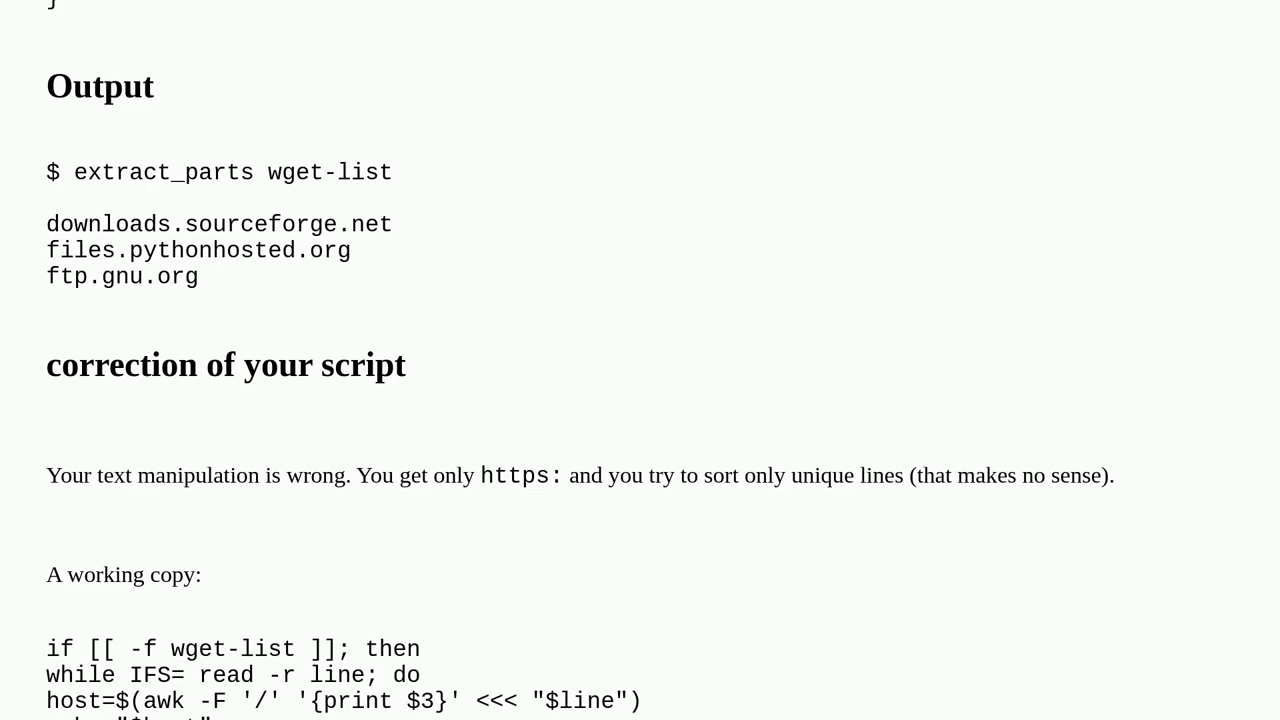 }
Output
$ extract_parts wget-list
downloads.sourceforge.net
files.pythonhosted.org
ftp.gnu.org
correction of your script
Your text manipulation is wrong. You get only https: and you try to sort only unique lines (that makes no sense).
A working copy:
if [[ -f wget-list ]]; then
while IFS= read -r line; do
host=$(awk -F '/' '{print $3}' <<< "$line")